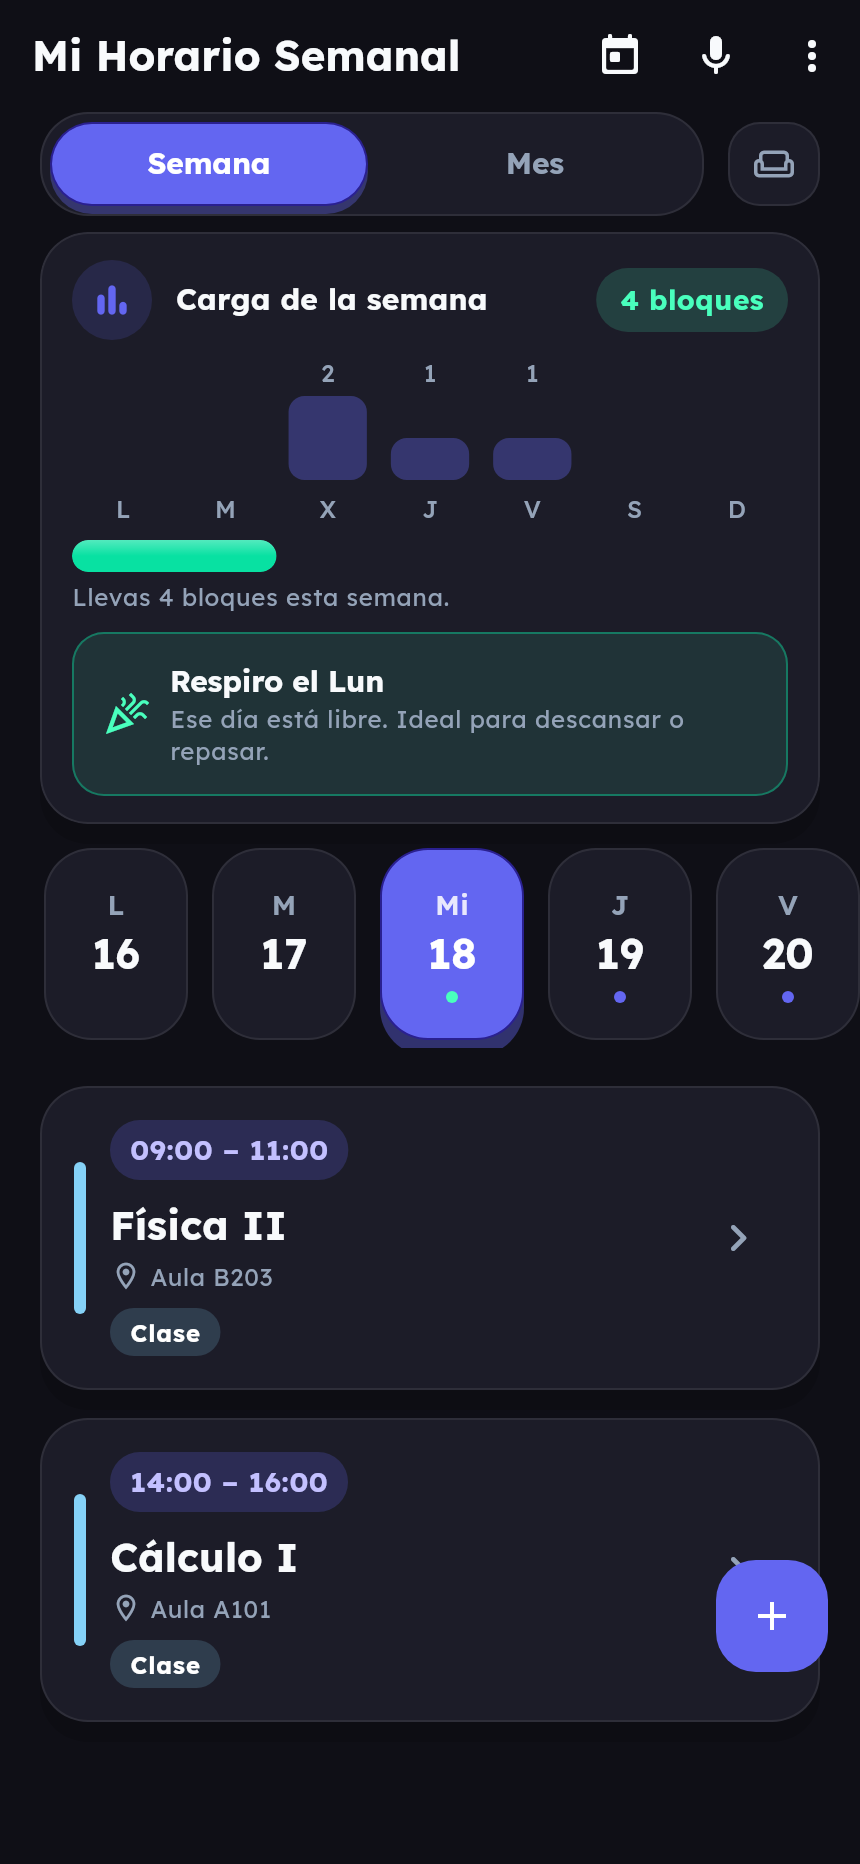 Mi Horario Semanal
Semana
Mes
Carga de la semana
4 bloques
2 1 1
L M X J V S D
Llevas 4 bloques esta semana.
Respiro el Lun
Ese día está libre. Ideal para descansar o
repasar.
L M Mi J V
16 17 18 19 20
09:00 – 11:00
Física II
Aula B203
Clase
14:00 – 16:00
Cálculo I
Aula A101
Clase